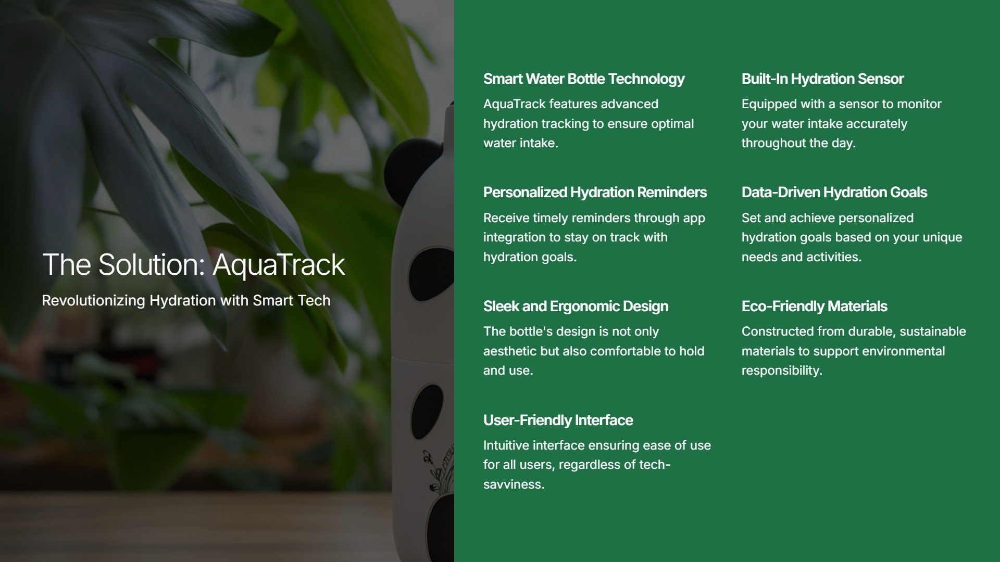 The Solution: AquaTrack
Revolutionizing Hydration with Smart Tech
Smart Water Bottle Technology
AquaTrack features advanced
hydration tracking to ensure optimal
water intake.
Built-In Hydration Sensor
Equipped with a sensor to monitor
your water intake accurately
throughout the day.
Personalized Hydration Reminders
Receive timely reminders through app
integration to stay on track with
hydration goals.
Data-Driven Hydration Goals
Set and achieve personalized
hydration goals based on your unique
needs and activities.
Sleek and Ergonomic Design
The bottle's design is not only
aesthetic but also comfortable to hold
and use.
Eco-Friendly Materials
Constructed from durable, sustainable
materials to support environmental
responsibility.
User-Friendly Interface
Intuitive interface ensuring ease of use
for all users, regardless of tech-
savviness.